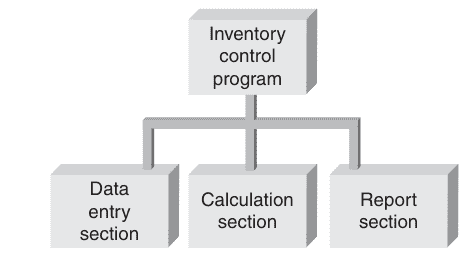 Inventory
control
program
Data
entry
section
Calculation
section
Report
section